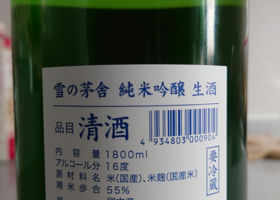 雪の茅舎 純米吟醸 生酒
品目 清酒
4 934803 000904
内容量 1800ml
アルコール分 16度
原材料名 米(国産)、米麹(国産米)
精米歩合 55%
要冷蔵